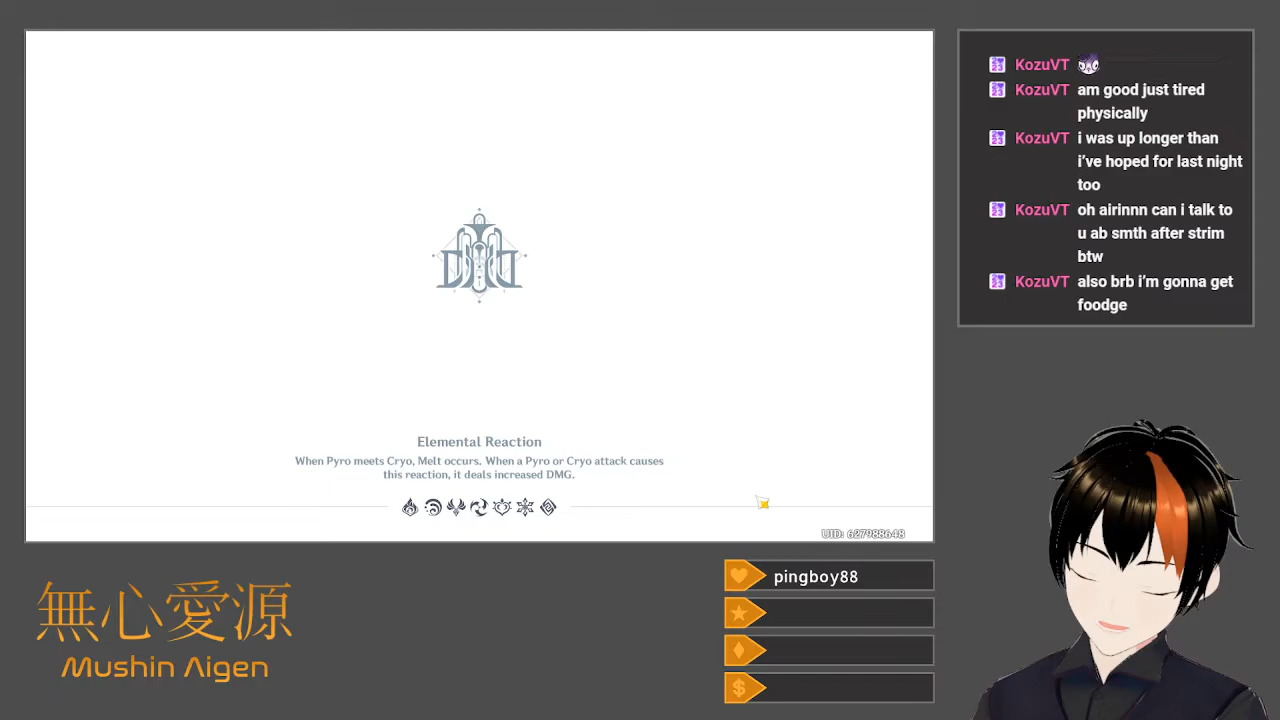 Elemental Reaction
When Pyro meets Cryo, Melt occurs. When a Pyro or Cryo attack causes
this reaction, it deals increased DMG.
UID: 627988648
KozuVT
KozuVT am good just tired
physically
KozuVT i was up longer than
i've hoped for last night
too
KozuVT oh airinnn can i talk to
u ab smth after strim
btw
KozuVT also brb i'm gonna get
foodge
無心愛源
Mushin Aigen
pingboy88